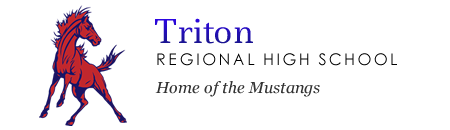 Triton
REGIONAL HIGH SCHOOL
Home of the Mustangs